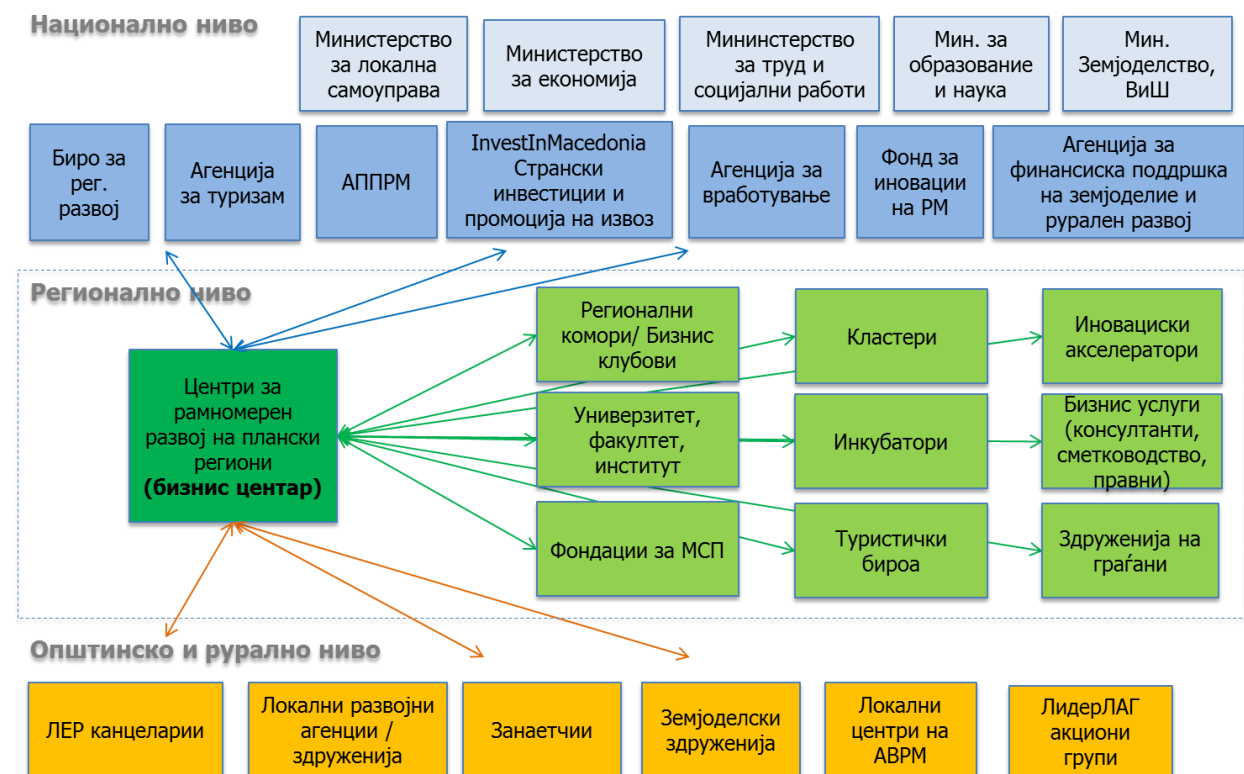 Национално ниво
Министерство
за локална
самоуправа
Министерство
за економија
Мининстерство
за труд и
социјални работи
Мин. за
образование
и наука
Мин.
Земјоделство,
ВиШ
Биро за
рег.
развој
Агенција
за туризам
АППРМ
InvestInMacedonia
Странски
инвестиции и
промоција на извоз
Агенција за
вработување
Фонд за
иновации
на РМ
Агенција за
финансиска поддршка
на земјоделие и
рурален развој
Регионално ниво
Центри за
рамномерен
развој на плански
региони
(бизнис центар)
Регионални
комори/ Бизнис
клубови
Кластери
Иновациски
акселератори
Универзитет,
факултет,
институт
Инкубатори
Бизнис услуги
(консултанти,
сметководство,
правни)
Фондации за МСП
Туристички
бироа
Здруженија на
граѓани
Општинско и рурално ниво
ЛЕР канцеларии
Локални развојни
агенции /
здруженија
Занаетчии
Земјоделски
здруженија
Локални
центри на
АВРМ
ЛидерЛАГ
акциони
групи